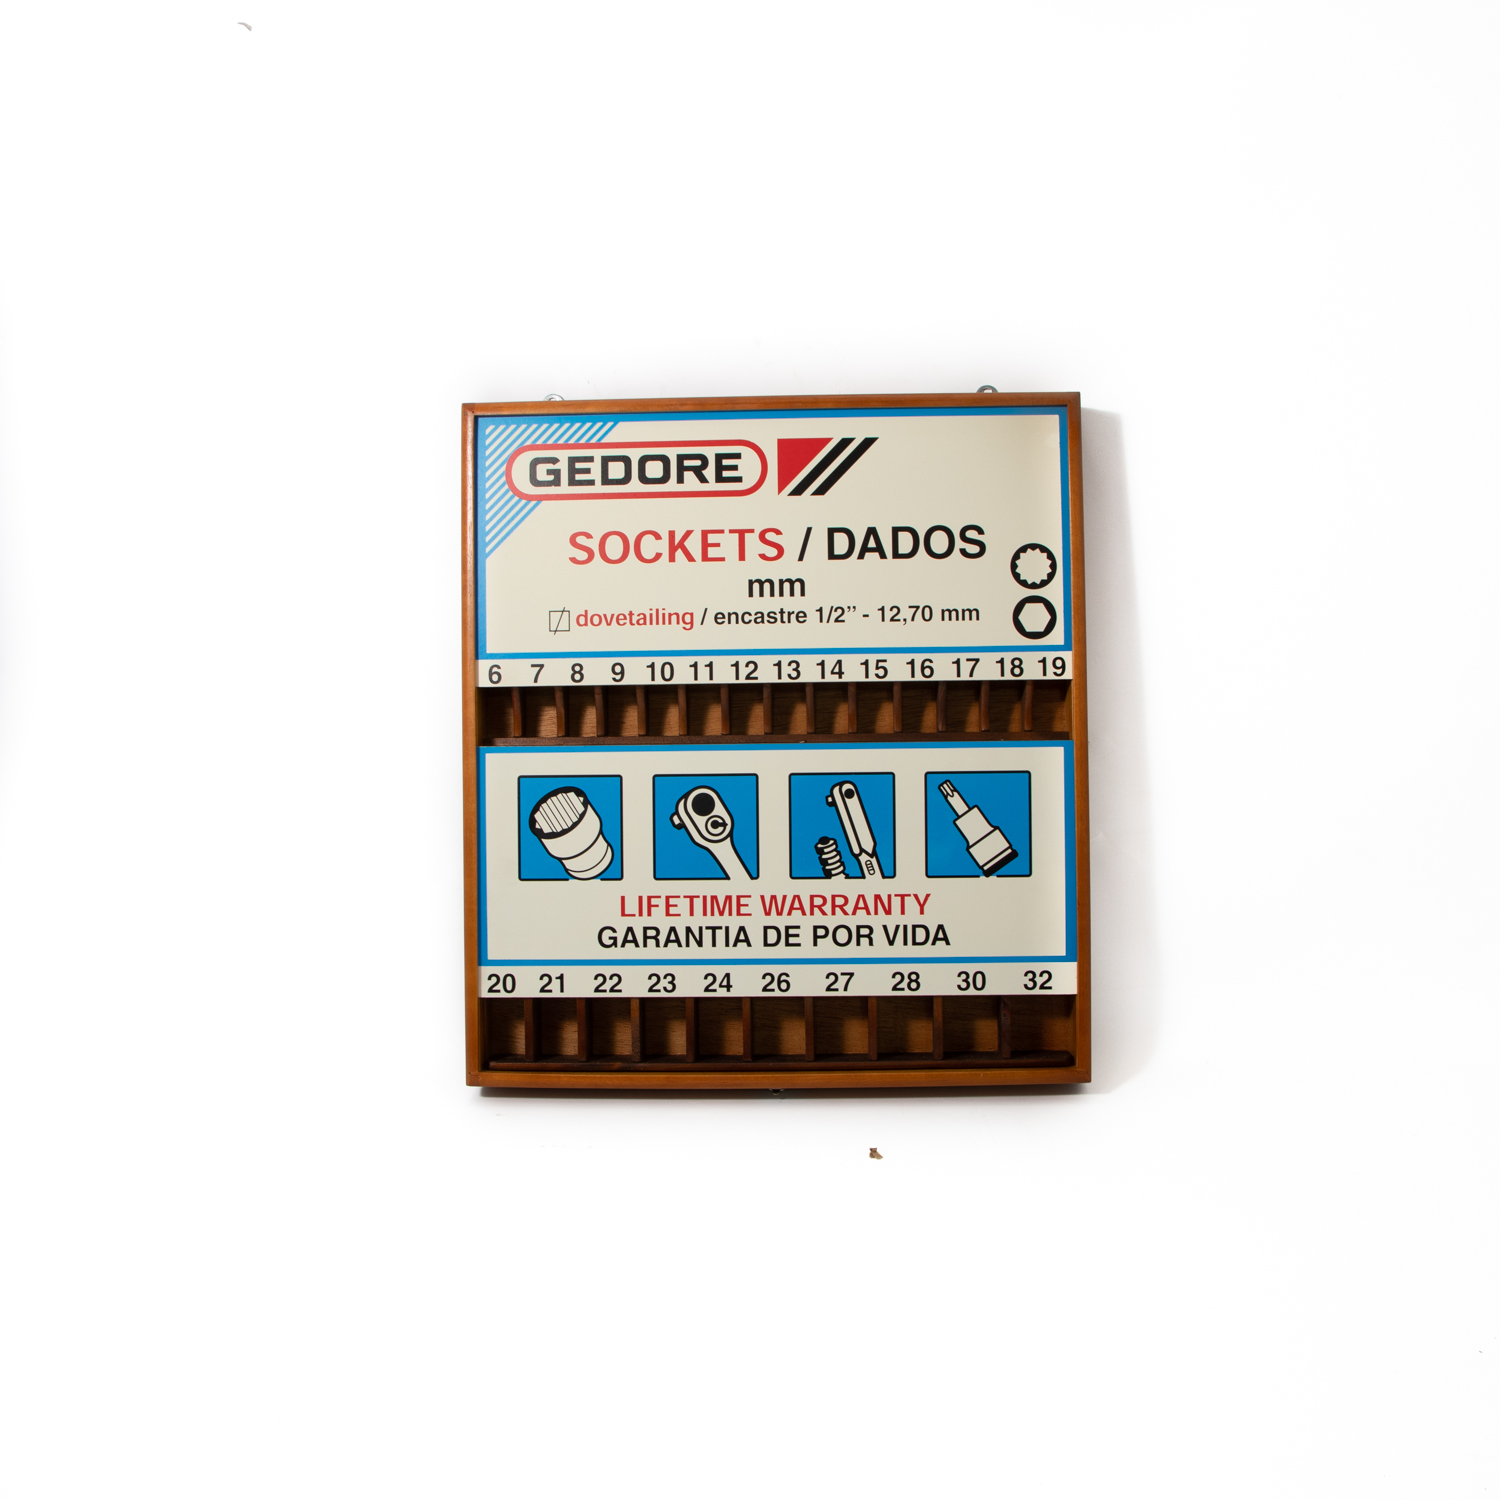 GEDORE
SOCKETS / DADOS
mm
dovetailing / encastre 1/2” - 12,70 mm
6 7 8 9 10 11 12 13 14 15 16 17 18 19
LIFETIME WARRANTY
GARANTIA DE POR VIDA
20 21 22 23 24 26 27 28 30 32